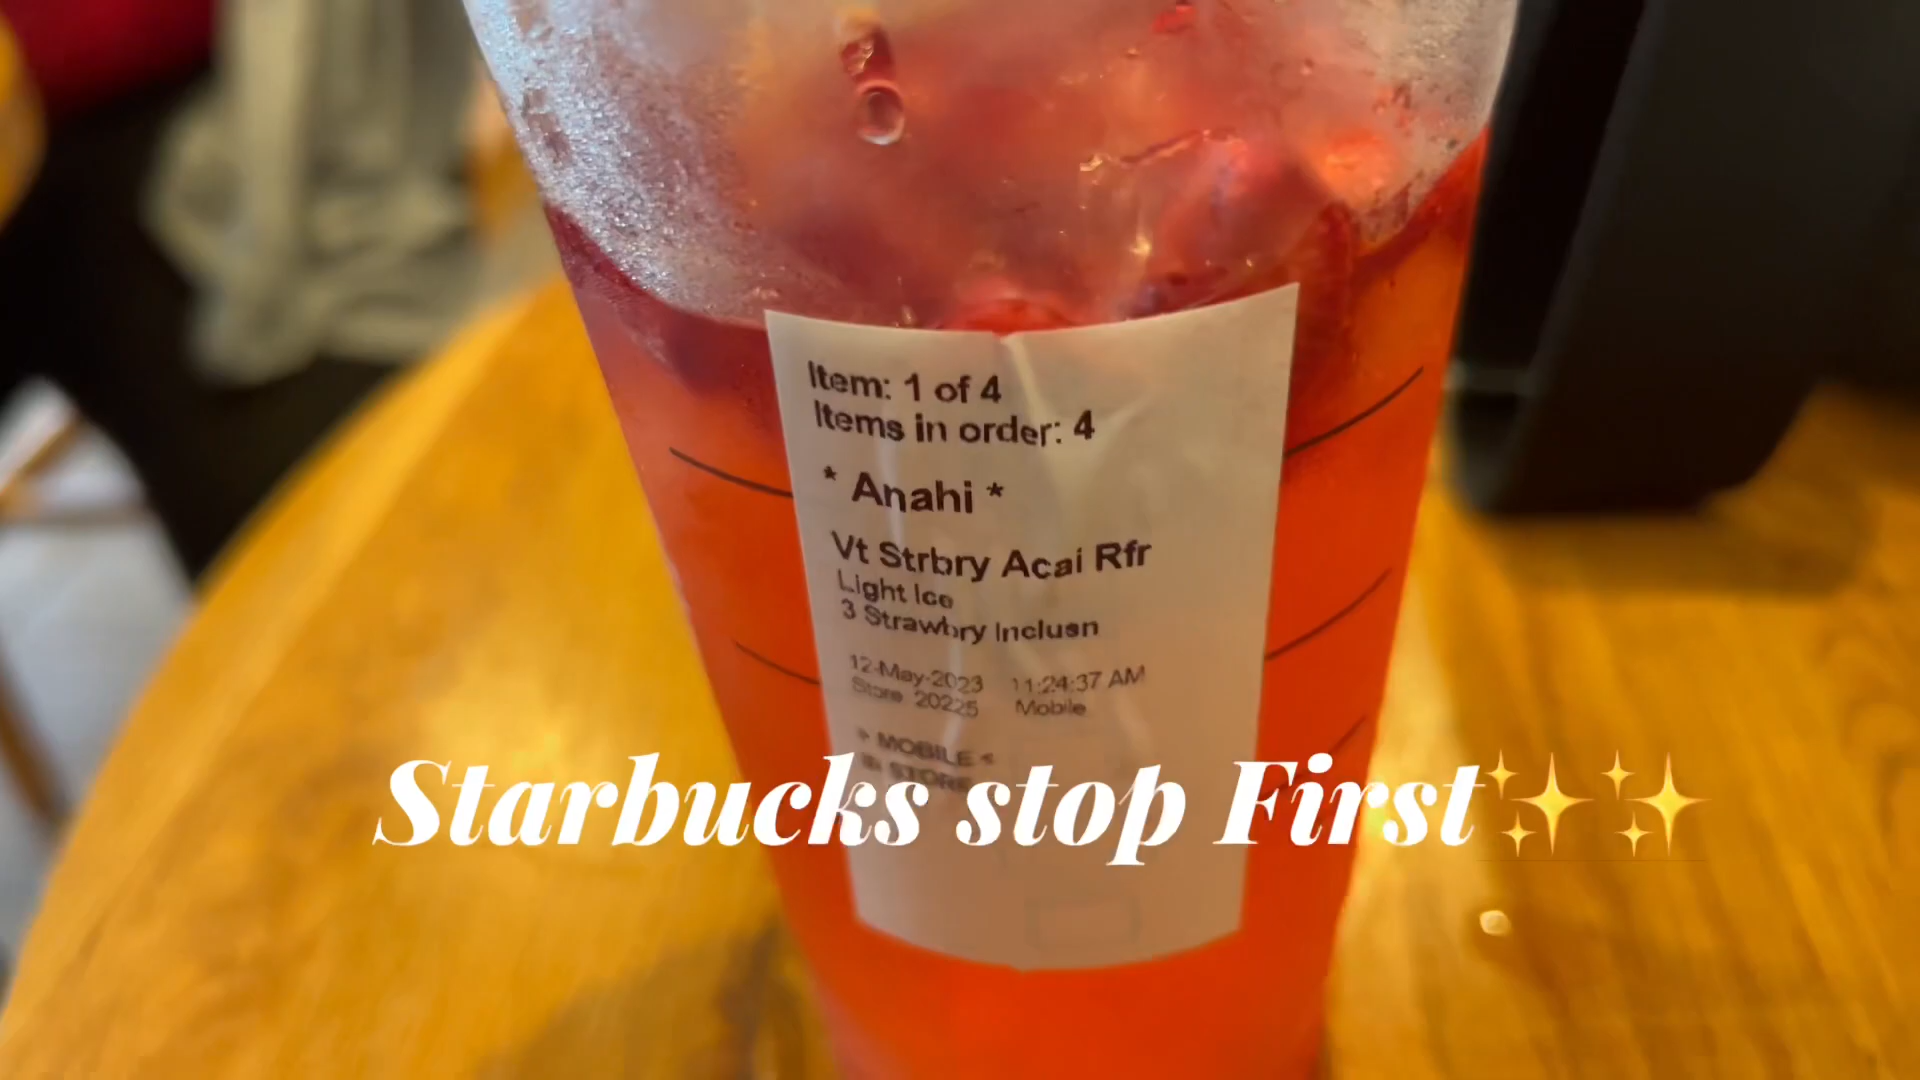 Item: 1 of 4
Items in order: 4
* Anahi *
Vt Strbry Acai Rfr
Light Ice
3 Strawbry Inclusn
12-May-2023 11:24:37 AM
Store 20225 Mobile
> MOBILE <
STORE
Starbucks stop First✨✨